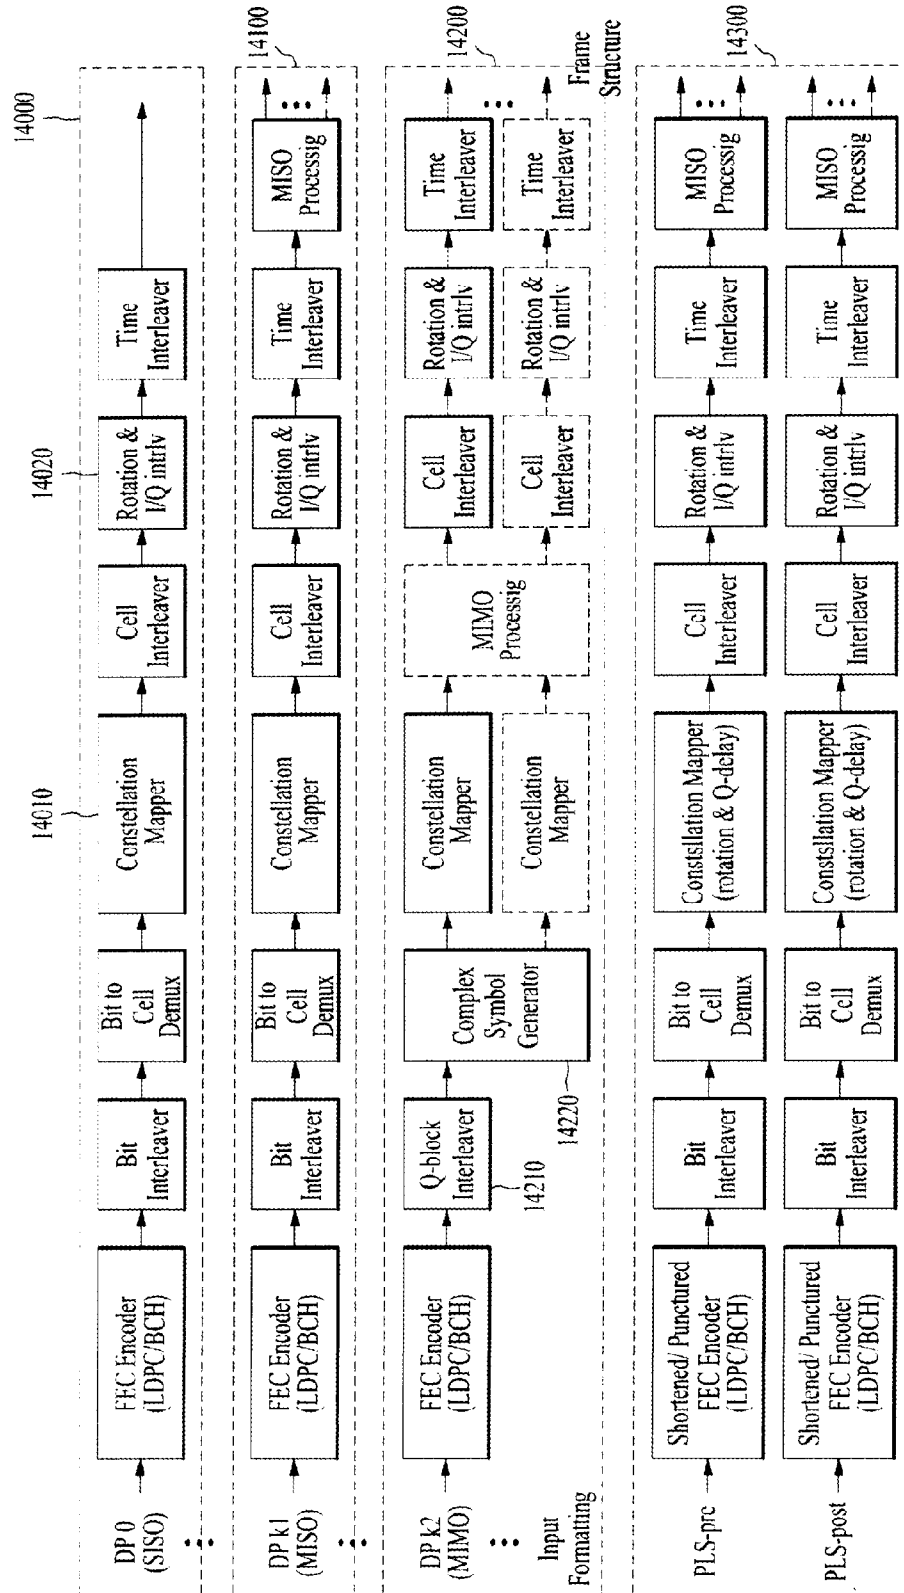 14000
DP 0
(SISO)
FEC Encoder
(LDPC/BCH)
Bit
Interleaver
Bit to
Cell
Demux
14010
Constellation
Mapper
Cell
Interleaver
14020
Rotation &
I/Q intrlv
Time
Interleaver
14100
DP k1
(MISO)
FEC Encoder
(LDPC/BCH)
Bit
Interleaver
Bit to
Cell
Demux
Constellation
Mapper
Cell
Interleaver
Rotation &
I/Q intrlv
Time
Interleaver
MISO
Processig
14200
DP k2
(MIMO)
FEC Encoder
(LDPC/BCH)
Q-block
Interleaver
14210
Complex
Symbol
Generator
14220
Constellation
Mapper
Constellation
Mapper
MIMO
Processig
Cell
Interleaver
Cell
Interleaver
Rotation &
I/Q intrlv
Rotation &
I/Q intrlv
Time
Interleaver
Time
Interleaver
Input
Formatting
Frame
Structure
14300
PLS-pre
Shortened/ Punctured
FEC Encoder
(LDPC/BCH)
Bit
Interleaver
Bit to
Cell
Demux
Constsllation Mapper
(rotation & Q-delay)
Cell
Interleaver
Rotation &
I/Q intrlv
Time
Interleaver
MISO
Processig
PLS-post
Shortened/ Punctured
FEC Encoder
(LDPC/BCH)
Bit
Interleaver
Bit to
Cell
Demux
Constsllation Mapper
(rotation & Q-delay)
Cell
Interleaver
Rotation &
I/Q intrlv
Time
Interleaver
MISO
Processig